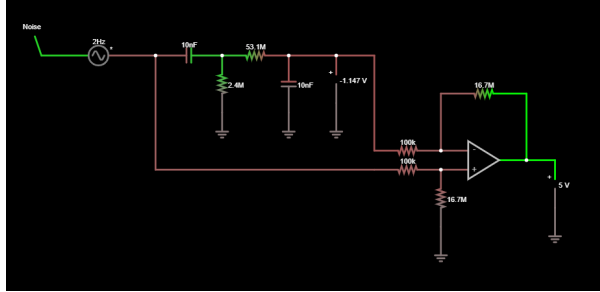 Noise
2Hz
10nF
53.1M
2.4M
10nF
+
-1.147 V
16.7M
100k
100k
-
+
16.7M
+
5 V